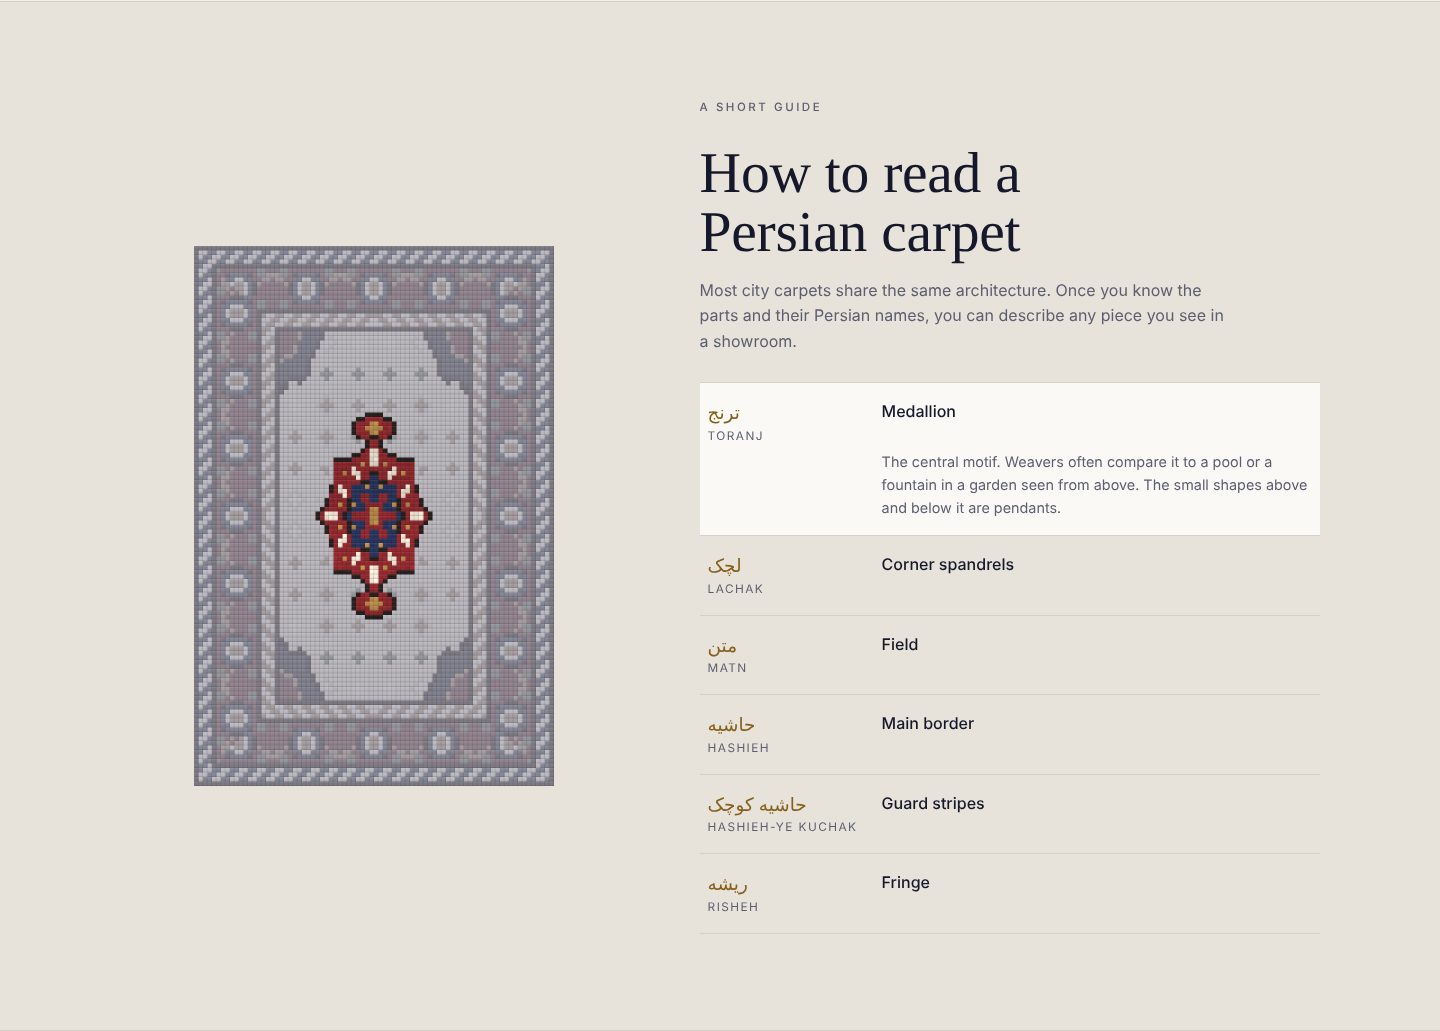 A SHORT GUIDE
How to read a
Persian carpet
Most city carpets share the same architecture. Once you know the
parts and their Persian names, you can describe any piece you see in
a showroom.
ترنج
TORANJ
Medallion
The central motif. Weavers often compare it to a pool or a
fountain in a garden seen from above. The small shapes above
and below it are pendants.
لچک
LACHAK
Corner spandrels
متن
MATN
Field
حاشیه
HASHIEH
Main border
حاشیه کوچک
HASHIEH-YE KUCHAK
Guard stripes
ریشه
RISHEH
Fringe